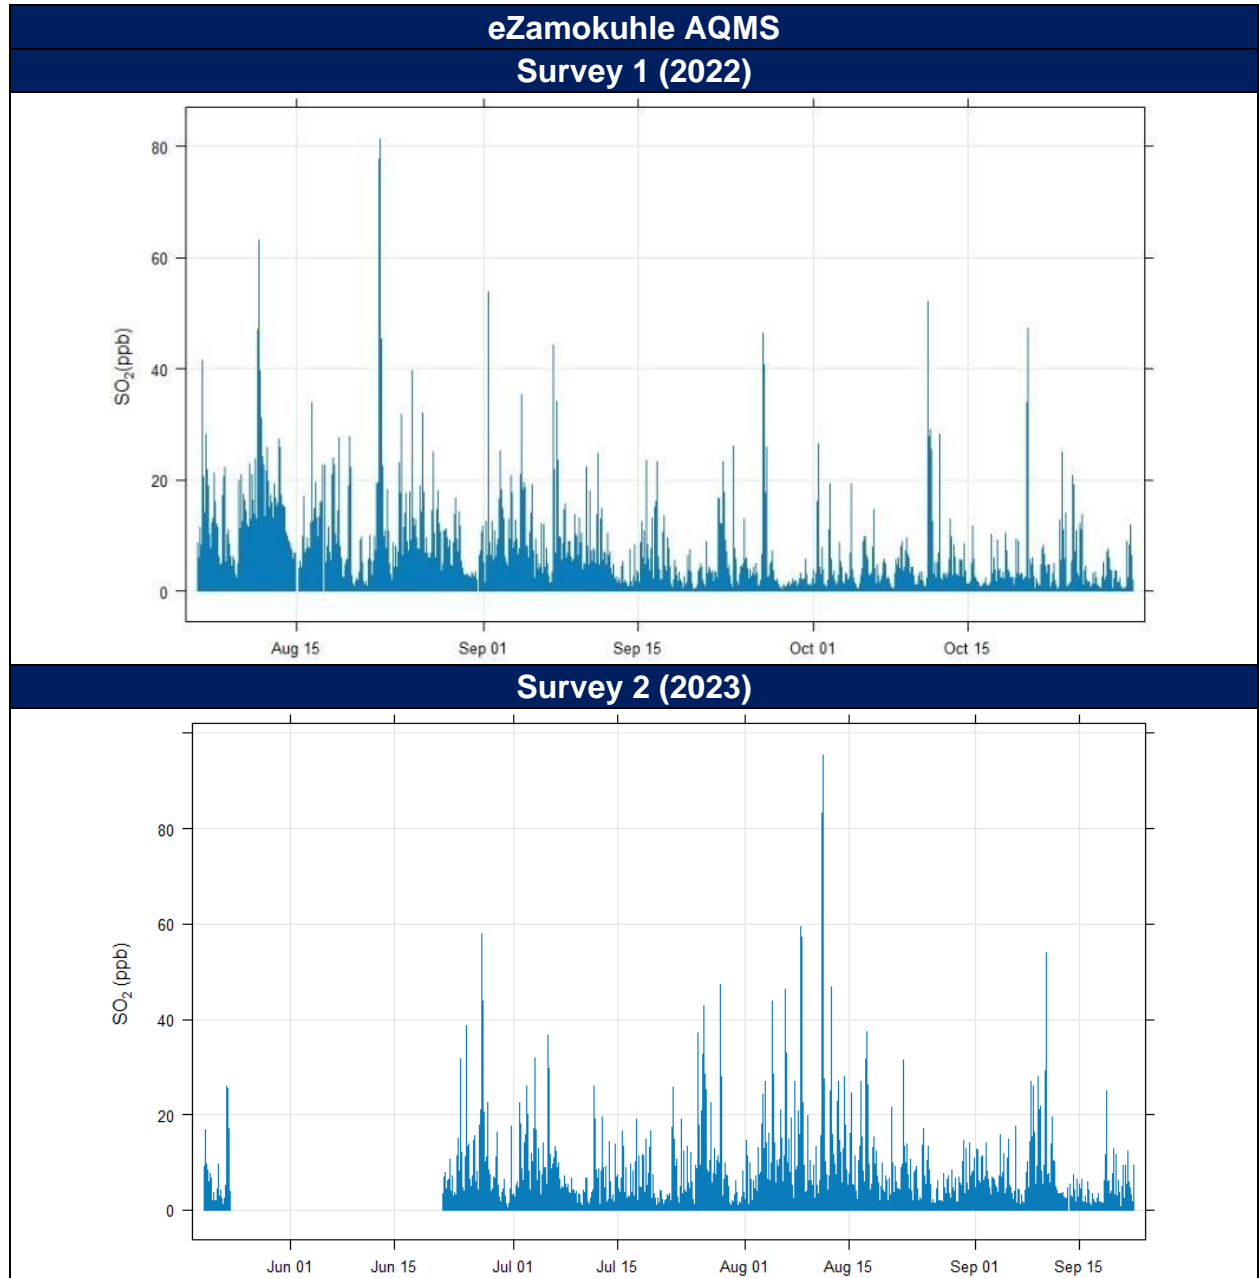 eZamokuhle AQMS
Survey 1 (2022)
80
60
40
20
0
SO₂(ppb)
Aug 15 Sep 01 Sep 15 Oct 01 Oct 15
Survey 2 (2023)
80
60
40
20
0
SO₂ (ppb)
Jun 01 Jun 15 Jul 01 Jul 15 Aug 01 Aug 15 Sep 01 Sep 15